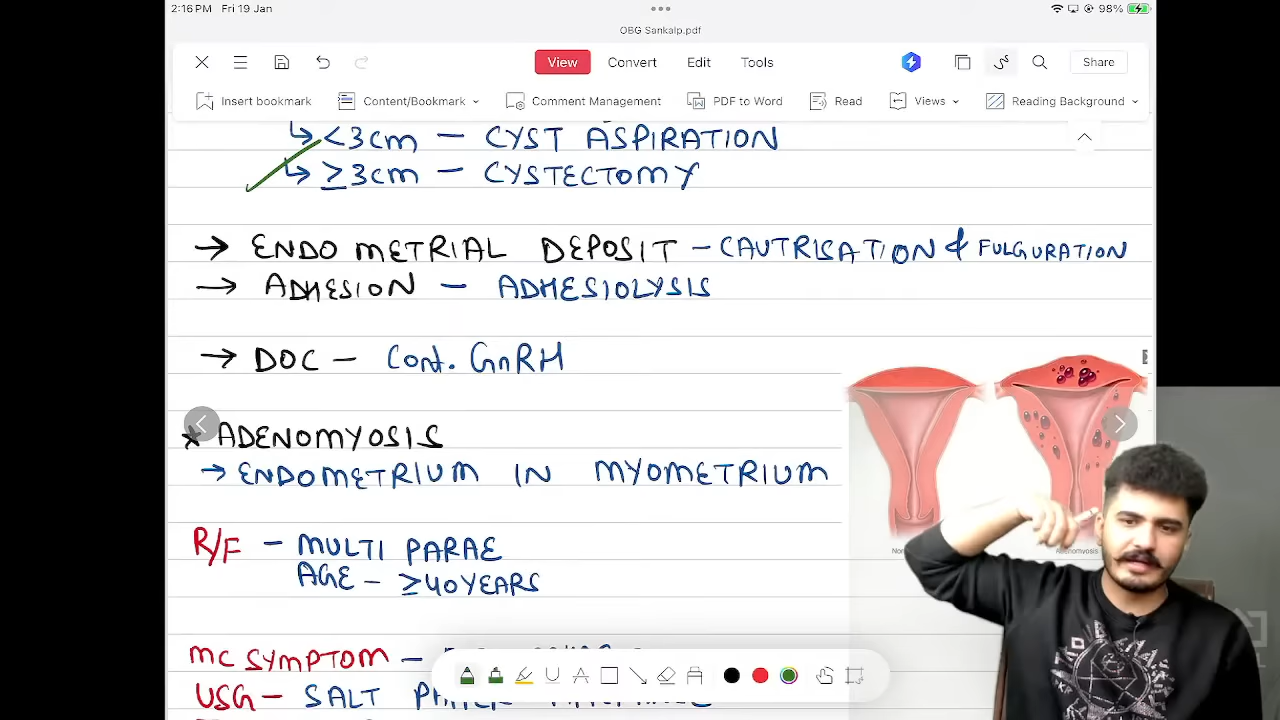 2:16 PM Fri 19 Jan
98%
OBG Sankalp.pdf
View Convert Edit Tools Share
Insert bookmark Content/Bookmark Comment Management PDF to Word Read Views Reading Background
↳ <3cm — CYST ASPIRATION
↳ ≥3cm — CYSTECTOMY
→ ENDOMETRIAL DEPOSIT — CAUTRISATION & FULGURATION
→ ADHESION — ADHESIOLYSIS
→ DOC — Cont. GnRH
* ADENOMYOSIS
→ ENDOMETRIUM IN MYOMETRIUM
R/F — MULTI PARAE
AGE — ≥40YEARS
MC SYMPTOM —
USG — SALT